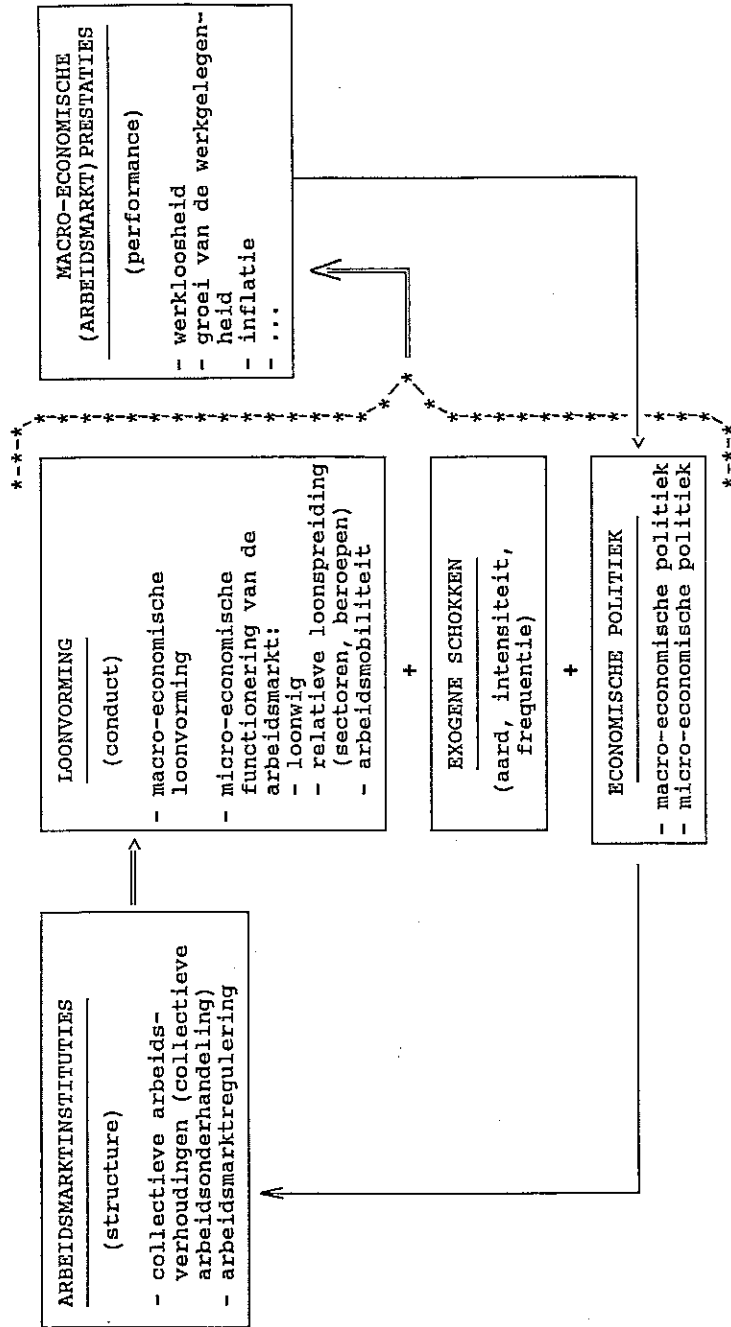 ARBEIDSMARKTINSTITUTIES
(structure)
- collectieve arbeids-
verhoudingen (collectieve
arbeidsonderhandeling)
- arbeidsmarktregulering
LOONVORMING
(conduct)
- macro-economische
loonvorming
- micro-economische
functionering van de
arbeidsmarkt:
- loonwig
- relatieve loonspreiding
(sectoren, beroepen)
- arbeidsmobiliteit
+
EXOGENE SCHOKKEN
(aard, intensiteit,
frequentie)
+
ECONOMISCHE POLITIEK
- macro-economische politiek
- micro-economische politiek
MACRO-ECONOMISCHE
(ARBEIDSMARKT)PRESTATIES
(performance)
- werkloosheid
- groei van de werkgelegen-
heid
- inflatie
- ...